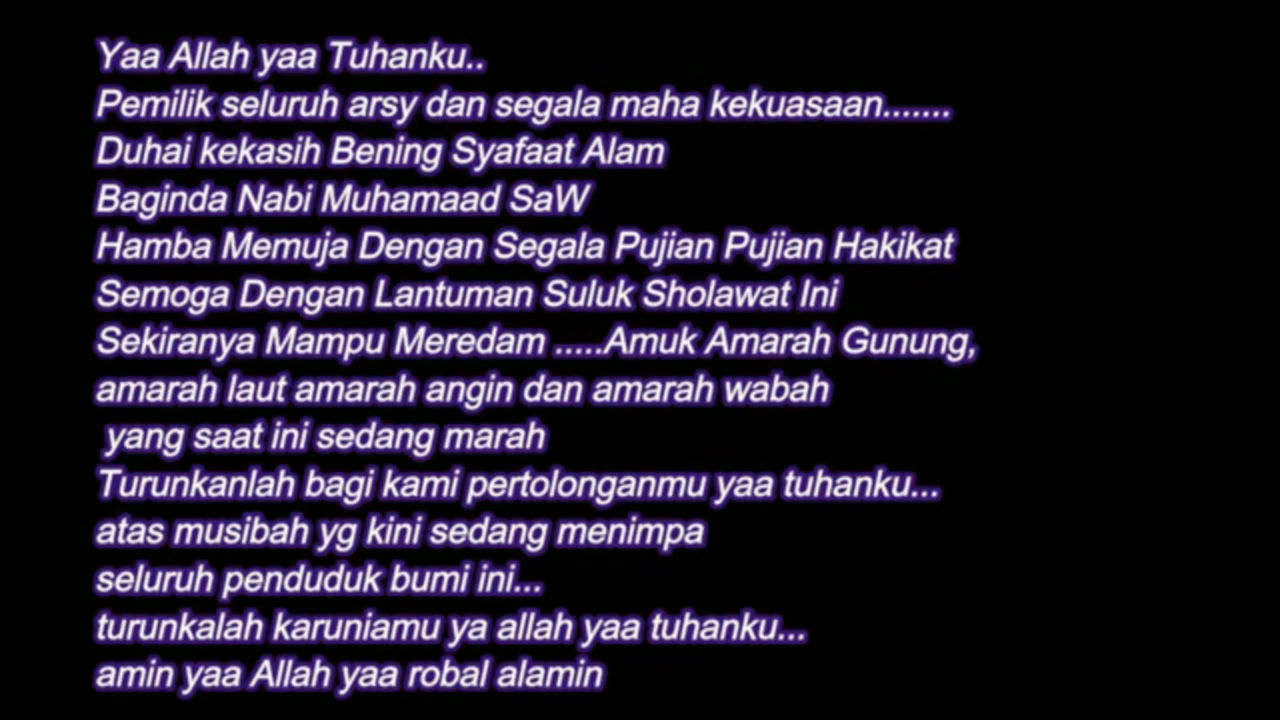 Yaa Allah yaa Tuhanku..
Pemilik seluruh arsy dan segala maha kekuasaan.......
Duhai kekasih Bening Syafaat Alam
Baginda Nabi Muhamaad SaW
Hamba Memuja Dengan Segala Pujian Pujian Hakikat
Semoga Dengan Lantuman Suluk Sholawat Ini
Sekiranya Mampu Meredam .....Amuk Amarah Gunung,
amarah laut amarah angin dan amarah wabah
yang saat ini sedang marah
Turunkanlah bagi kami pertolonganmu yaa tuhanku...
atas musibah yg kini sedang menimpa
seluruh penduduk bumi ini...
turunkalah karuniamu ya allah yaa tuhanku...
amin yaa Allah yaa robal alamin